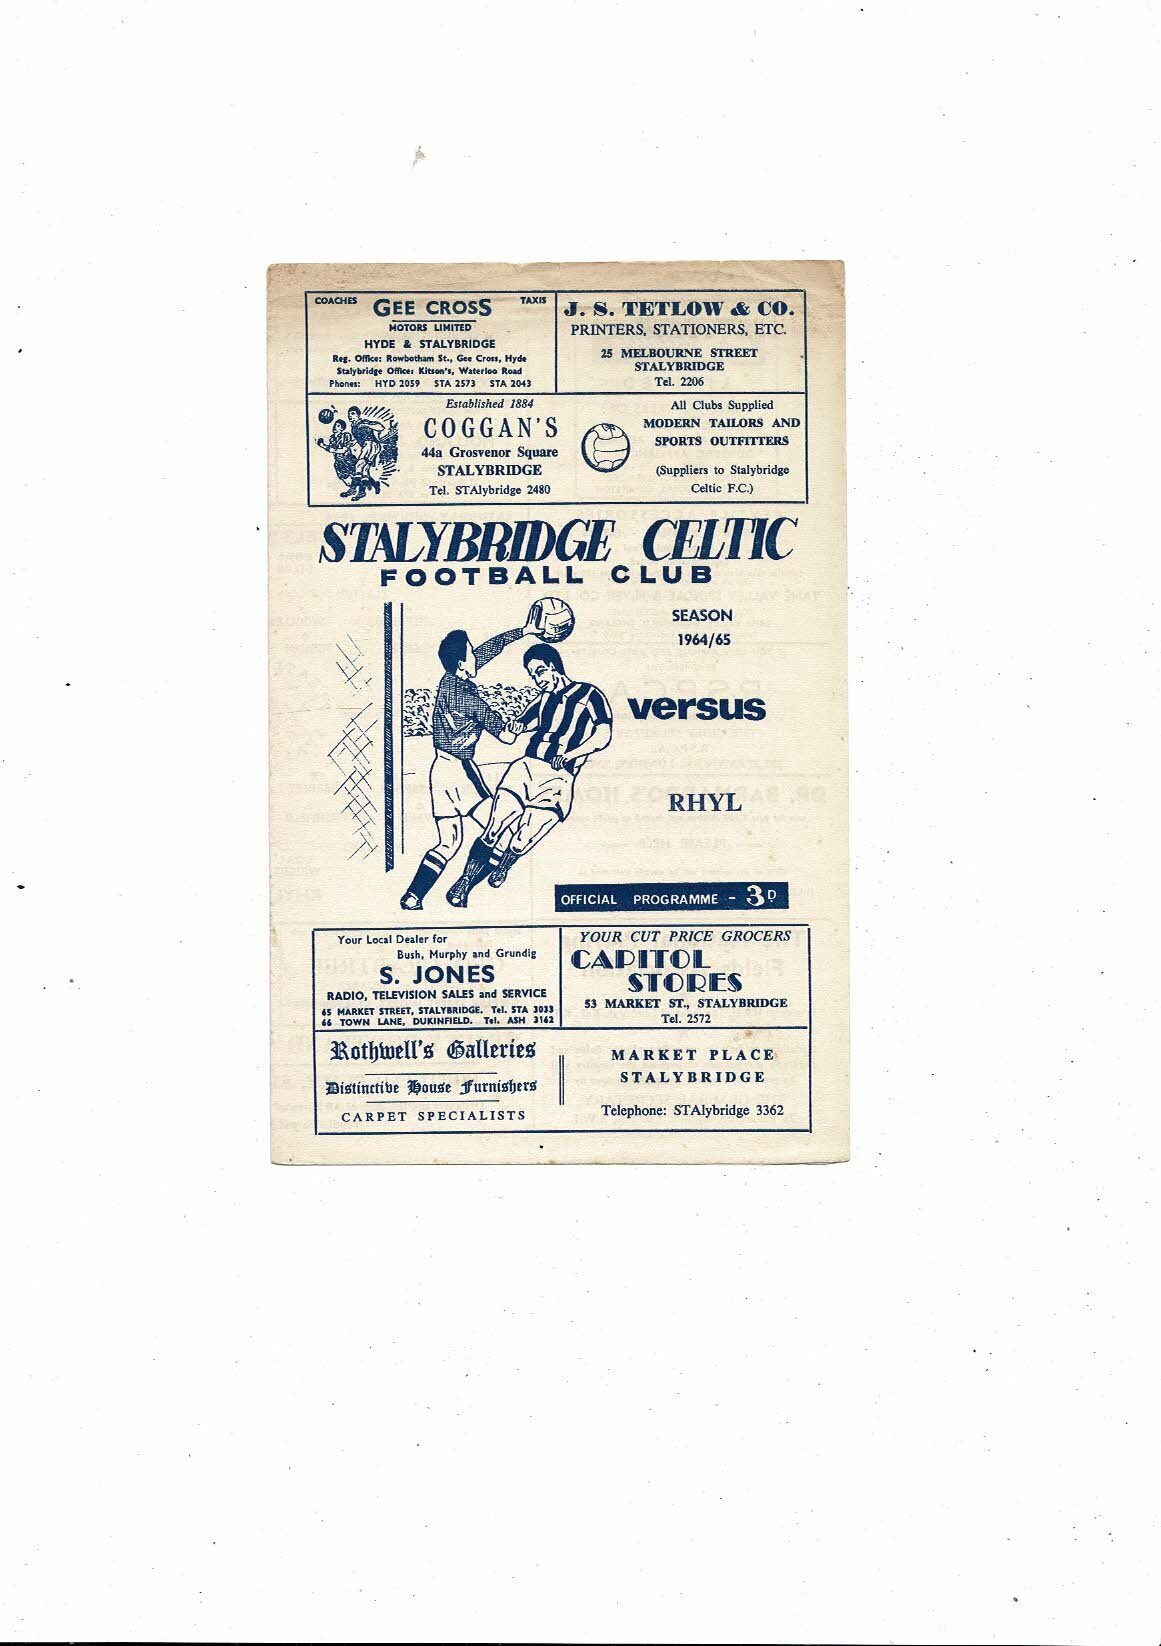 COACHES GEE CROSS TAXIS
MOTORS LIMITED
HYDE & STALYBRIDGE
Reg. Office: Rowbotham St., Gee Cross, Hyde
Stalybridge Office: Kitson's, Waterloo Road
Phones: HYD 2059 STA 2573 STA 2043
J. S. TETLOW & CO.
PRINTERS, STATIONERS, ETC.
25 MELBOURNE STREET
STALYBRIDGE
Tel. 2206
Established 1884
COGGAN'S
44a Grosvenor Square
STALYBRIDGE
Tel. STAlybridge 2480
All Clubs Supplied
MODERN TAILORS AND
SPORTS OUTFITTERS
(Suppliers to Stalybridge
Celtic F.C.)
STALYBRIDGE CELTIC
FOOTBALL CLUB
SEASON
1964/65
versus
RHYL
OFFICIAL PROGRAMME - 3D
Your Local Dealer for
Bush, Murphy and Grundig
S. JONES
RADIO, TELEVISION SALES and SERVICE
65 MARKET STREET, STALYBRIDGE. Tel. STA 3033
66 TOWN LANE, DUKINFIELD. Tel. ASH 3162
YOUR CUT PRICE GROCERS
CAPITOL
STORES
53 MARKET ST., STALYBRIDGE
Tel. 2572
Rothwell's Galleries
Distinctive House Furnishers
CARPET SPECIALISTS
MARKET PLACE
STALYBRIDGE
Telephone: STAlybridge 3362